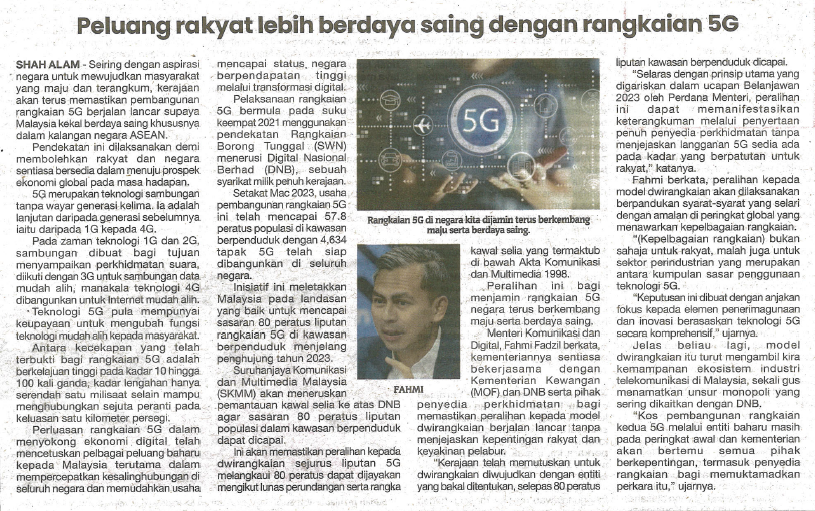 Peluang rakyat lebih berdaya saing dengan rangkaian 5G
SHAH ALAM - Seiring dengan aspirasi
negara untuk mewujudkan masyarakat
yang maju dan terangkum, kerajaan
akan terus memastikan pembangunan
rangkaian 5G berjalan lancar supaya
Malaysia kekal berdaya saing khususnya
dalam kalangan negara ASEAN.
Pendekatan ini dilaksanakan demi
membolehkan rakyat dan negara
sentiasa bersedia dalam menuju prospek
ekonomi global pada masa hadapan.
5G merupakan teknologi sambungan
tanpa wayar generasi kelima. Ia adalah
lanjutan daripada generasi sebelumnya
iaitu daripada 1G kepada 4G.
Pada zaman teknologi 1G dan 2G,
sambungan dibuat bagi tujuan
menyampaikan perkhidmatan suara,
diikuti dengan 3G untuk sambungan data
mudah alih, manakala teknologi 4G
dibangunkan untuk Internet mudah alih.
Teknologi 5G pula mempunyai
keupayaan untuk mengubah fungsi
teknologi mudah alih kepada masyarakat.
Antara kecekapan yang telah
terbukti bagi rangkaian 5G adalah
berkelajuan tinggi pada kadar 10 hingga
100 kali ganda, kadar lengahan hanya
serendah satu milisaat selain mampu
menghubungkan sejuta peranti pada
keluasan satu kilometer persegi.
Perluasan rangkaian 5G dalam
menyokong ekonomi digital telah
mencetuskan pelbagai peluang baharu
kepada Malaysia terutama dalam
mempercepatkan kesalinghubungan di
seluruh negara dan memudahkan usaha
mencapai status negara
berpendapatan tinggi
melalui transformasi digital.
Pelaksanaan rangkaian
5G bermula pada suku
keempat 2021 menggunakan
pendekatan Rangkaian
Borong Tunggal (SWN)
menerusi Digital Nasional
Berhad (DNB), sebuah
syarikat milik penuh kerajaan.
Setakat Mac 2023, usaha
pembangunan rangkaian 5G
ini telah mencapai 57.8
peratus populasi di kawasan
berpenduduk dengan 4,634
tapak 5G telah siap
dibangunkan di seluruh
negara.
Inisiatif ini meletakkan
Malaysia pada landasan
yang baik untuk mencapai
sasaran 80 peratus liputan
rangkaian 5G di kawasan
berpenduduk menjelang
penghujung tahun 2023.
Suruhanjaya Komunikasi
dan Multimedia Malaysia
(SKMM) akan meneruskan
pemantauan kawal selia ke atas DNB
agar sasaran 80 peratus liputan
populasi dalam kawasan berpenduduk
dapat dicapai.
Ini akan memastikan peralihan kepada
dwirangkaian sejurus liputan 5G
melangkaui 80 peratus dapat dijayakan
mengikut lunas perundangan serta rangka
5G
Rangkaian 5G di negara kita dijamin terus berkembang
maju serta berdaya saing.
FAHMI
kawal selia yang termaktub
di bawah Akta Komunikasi
dan Multimedia 1998.
Peralihan ini bagi
menjamin rangkaian 5G
negara terus berkembang
maju serta berdaya saing.
Menteri Komunikasi dan
Digital, Fahmi Fadzil berkata,
kementeriannya sentiasa
bekerjasama dengan
Kementerian Kewangan
(MOF) dan DNB serta pihak
penyedia perkhidmatan bagi
memastikan peralihan kepada model
dwirangkaian berjalan lancar tanpa
menjejaskan kepentingan rakyat dan
keyakinan pelabur.
"Kerajaan telah memutuskan untuk
dwirangkaian diwujudkan dengan entiti
yang bakal ditentukan, selepas 80 peratus
liputan kawasan berpenduduk dicapai.
"Selaras dengan prinsip utama yang
digariskan dalam ucapan Belanjawan
2023 oleh Perdana Menteri, peralihan
ini dapat memanifestasikan
keterangkuman melalui penyertaan
penuh penyedia perkhidmatan tanpa
menjejaskan langganan 5G sedia ada
pada kadar yang berpatutan untuk
rakyat," katanya.
Fahmi berkata, peralihan kepada
model dwirangkaian akan dilaksanakan
berpandukan syarat-syarat yang selari
dengan amalan di peringkat global yang
menawarkan kepelbagaian rangkaian.
"(Kepelbagaian rangkaian) bukan
sahaja untuk rakyat, malah juga untuk
sektor perindustrian yang merupakan
antara kumpulan sasar penggunaan
teknologi 5G.
"Keputusan ini dibuat dengan anjakan
fokus kepada elemen penerimagunaan
dan inovasi berasaskan teknologi 5G
secara komprehensif," ujarnya.
Jelas beliau lagi, model
dwirangkaian itu turut mengambil kira
kemampanan ekosistem industri
telekomunikasi di Malaysia, sekali gus
menamatkan unsur monopoli yang
sering dikaitkan dengan DNB.
"Kos pembangunan rangkaian
kedua 5G melalui entiti baharu masih
pada peringkat awal dan kementerian
akan bertemu semua pihak
berkepentingan, termasuk penyedia
rangkaian bagi memuktamadkan
perkara itu," ujarnya.